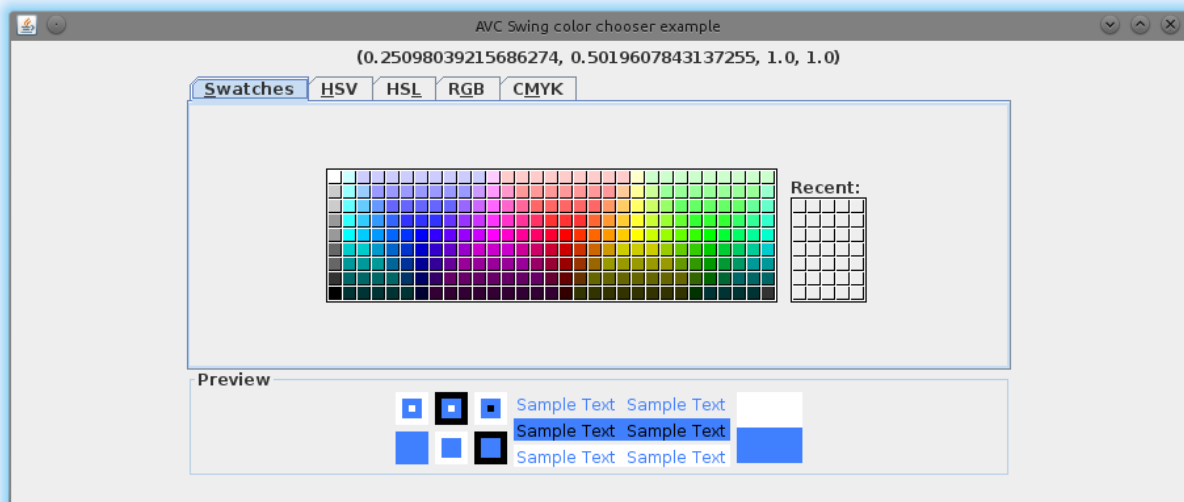 AVC Swing color chooser example
(0.25098039215686274, 0.5019607843137255, 1.0, 1.0)
Swatches HSV HSL RGB CMYK
Recent:
Preview
Sample Text Sample Text
Sample Text Sample Text
Sample Text Sample Text